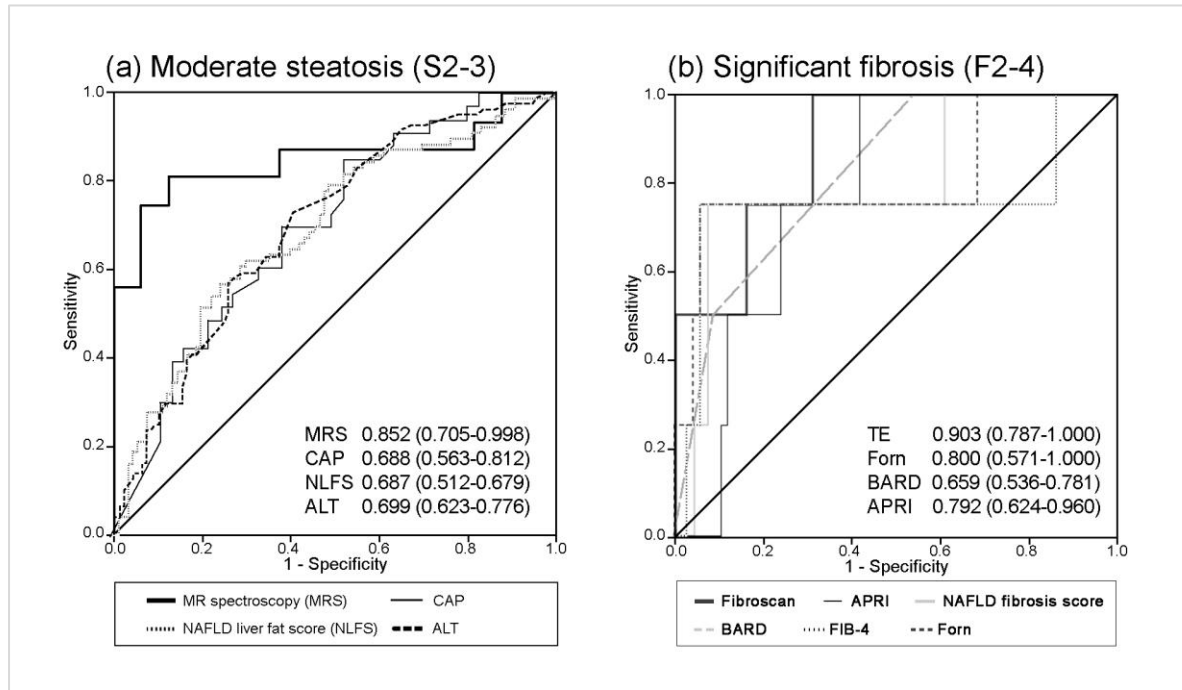 (a) Moderate steatosis (S2-3)
1.0
0.8
0.6
0.4
0.2
0.0
Sensitivity
MRS 0.852 (0.705-0.998)
CAP 0.688 (0.563-0.812)
NLFS 0.687 (0.512-0.679)
ALT 0.699 (0.623-0.776)
0.0 0.2 0.4 0.6 0.8 1.0
1 - Specificity
MR spectroscopy (MRS) CAP
NAFLD liver fat score (NLFS) ALT
(b) Significant fibrosis (F2-4)
1.0
0.8
0.6
0.4
0.2
0.0
Sensitivity
TE 0.903 (0.787-1.000)
Forn 0.800 (0.571-1.000)
BARD 0.659 (0.536-0.781)
APRI 0.792 (0.624-0.960)
0.0 0.2 0.4 0.6 0.8 1.0
1 - Specificity
Fibroscan APRI NAFLD fibrosis score
BARD FIB-4 Forn